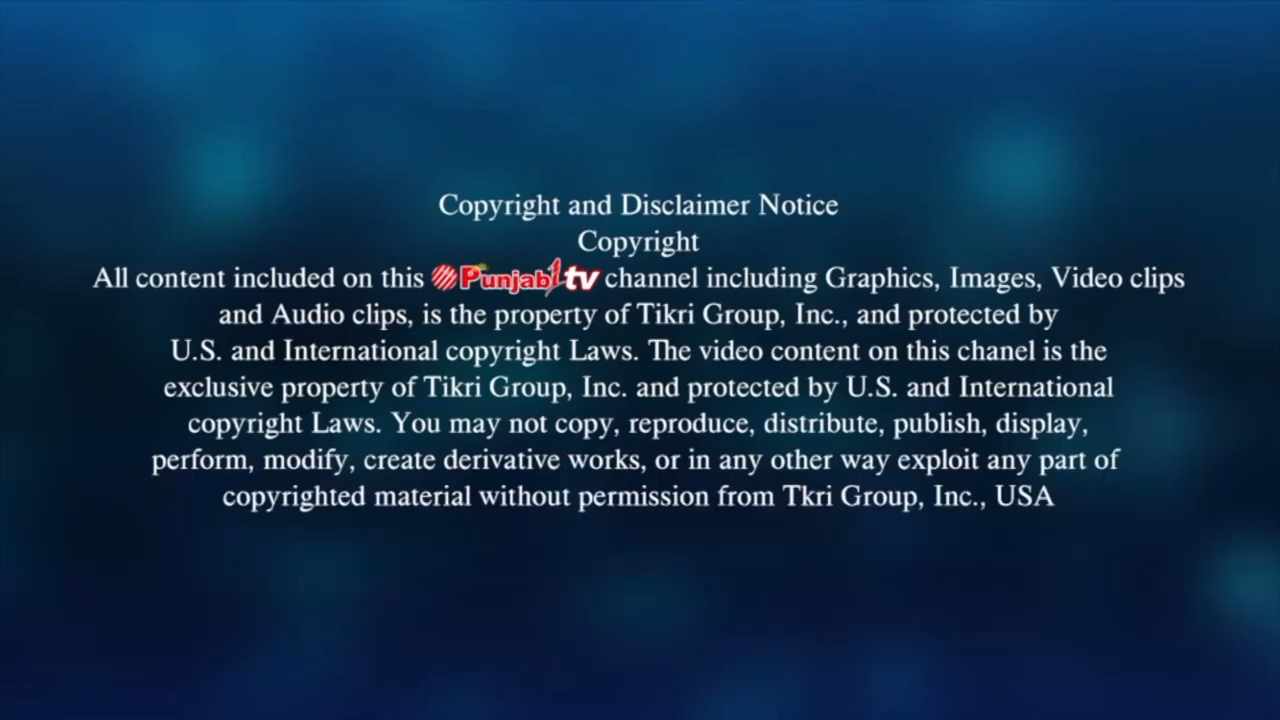 Copyright and Disclaimer Notice
Copyright
All content included on this Punjabi tv channel including Graphics, Images, Video clips
and Audio clips, is the property of Tikri Group, Inc., and protected by
U.S. and International copyright Laws. The video content on this chanel is the
exclusive property of Tikri Group, Inc. and protected by U.S. and International
copyright Laws. You may not copy, reproduce, distribute, publish, display,
perform, modify, create derivative works, or in any other way exploit any part of
copyrighted material without permission from Tkri Group, Inc., USA